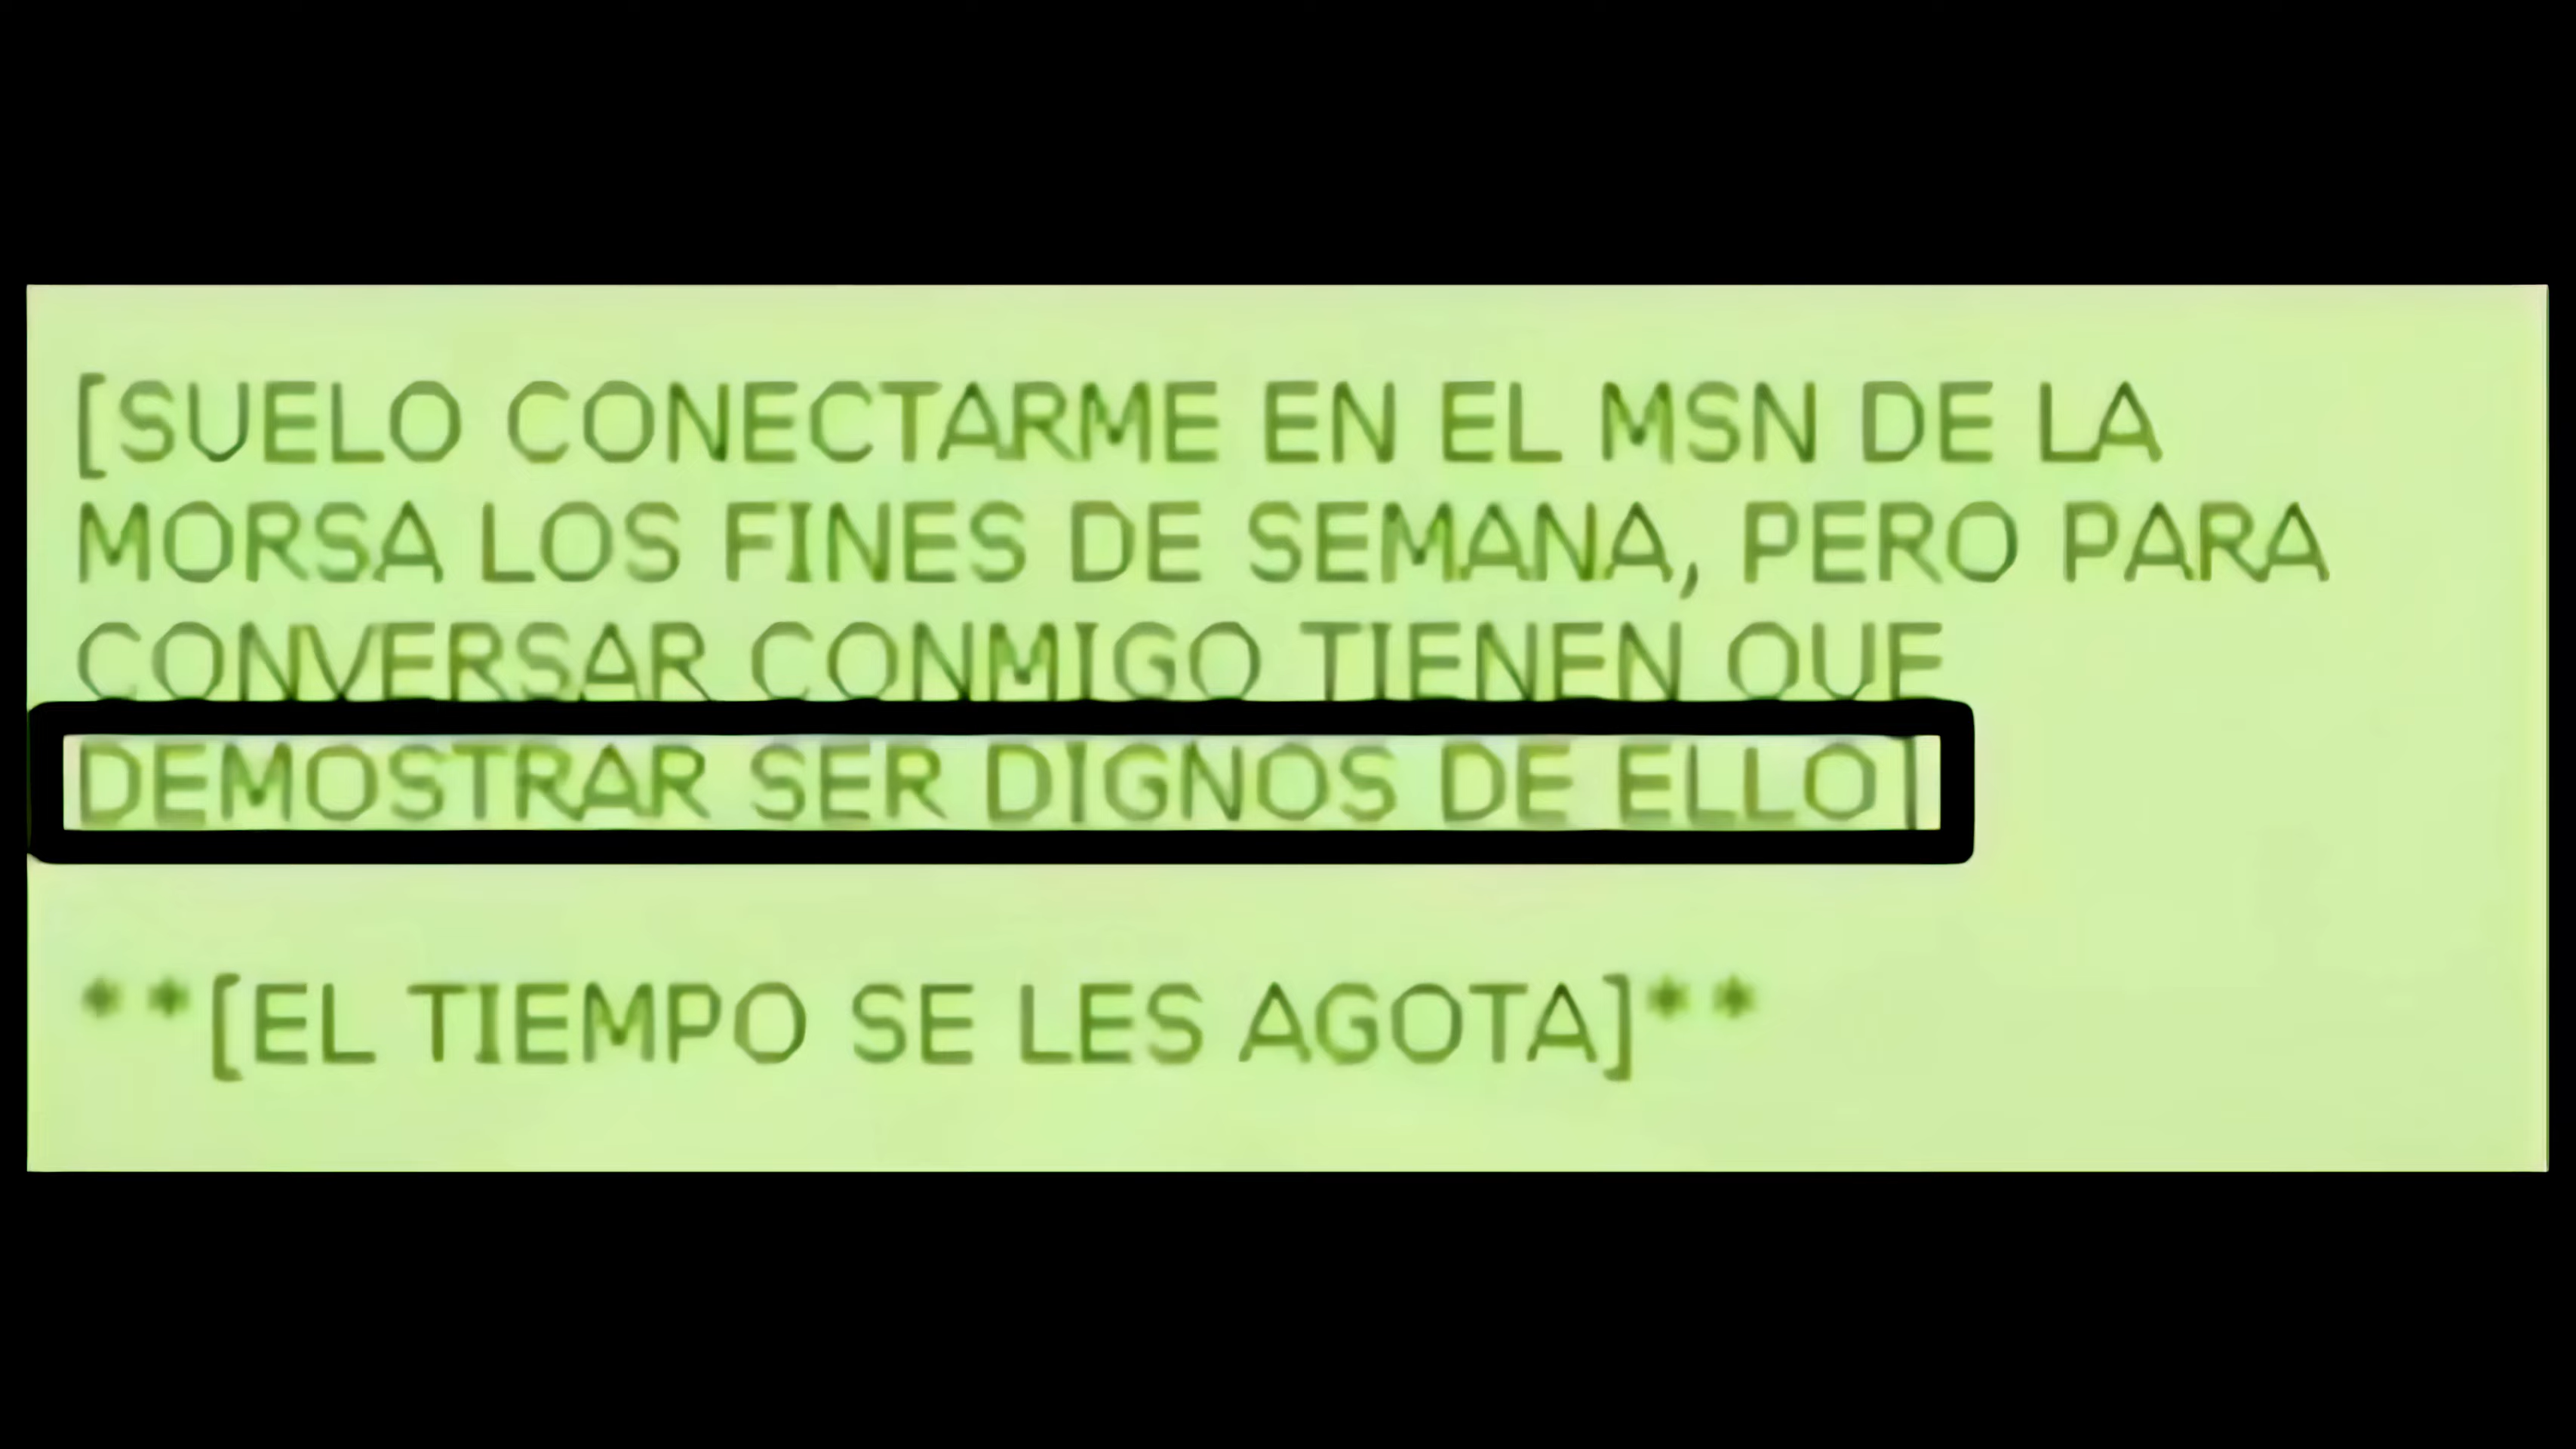 [SUELO CONECTARME EN EL MSN DE LA
MORSA LOS FINES DE SEMANA, PERO PARA
CONVERSAR CONMIGO TIENEN QUE
DEMOSTRAR SER DIGNOS DE ELLO]
**[EL TIEMPO SE LES AGOTA]**